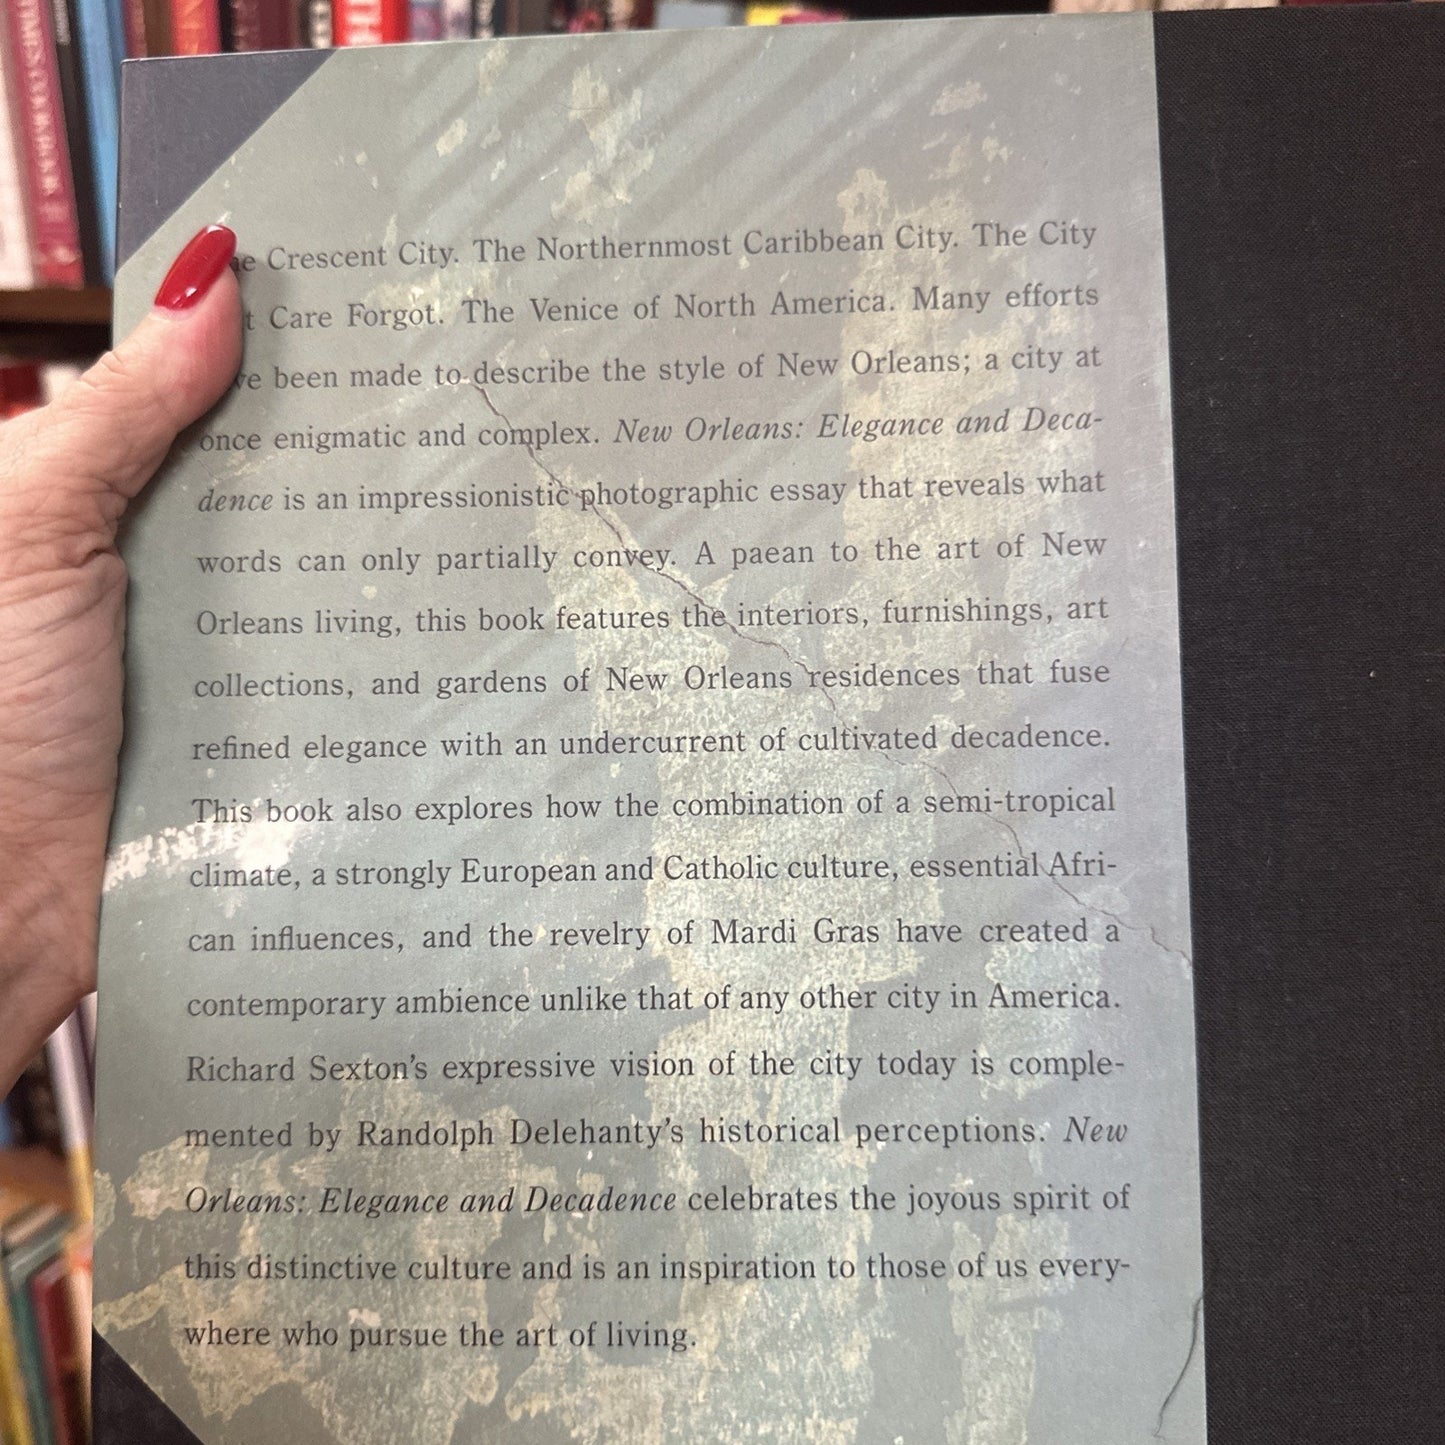 Crescent City. The Northernmost Caribbean City. The City
Care Forgot. The Venice of North America. Many efforts
been made to describe the style of New Orleans; a city at
once enigmatic and complex. New Orleans: Elegance and Deca-
dence is an impressionistic photographic essay that reveals what
words can only partially convey. A paean to the art of New
Orleans living, this book features the interiors, furnishings, art
collections, and gardens of New Orleans residences that fuse
refined elegance with an undercurrent of cultivated decadence.
This book also explores how the combination of a semi-tropical
climate, a strongly European and Catholic culture, essential Afri-
can influences, and the revelry of Mardi Gras have created a
contemporary ambience unlike that of any other city in America.
Richard Sexton's expressive vision of the city today is comple-
mented by Randolph Delehanty's historical perceptions. New
Orleans: Elegance and Decadence celebrates the joyous spirit of
this distinctive culture and is an inspiration to those of us every-
where who pursue the art of living.